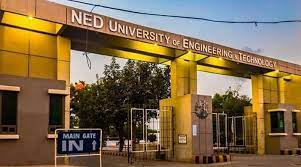 NED UNIVERSITY OF ENGINEERING & TECHNOLOGY
MAIN GATE
IN